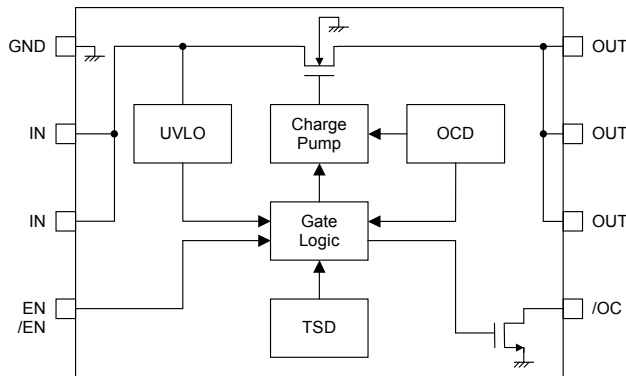 GND
OUT
IN
UVLO
Charge
Pump
OCD
OUT
IN
Gate
Logic
OUT
EN
/EN
TSD
/OC